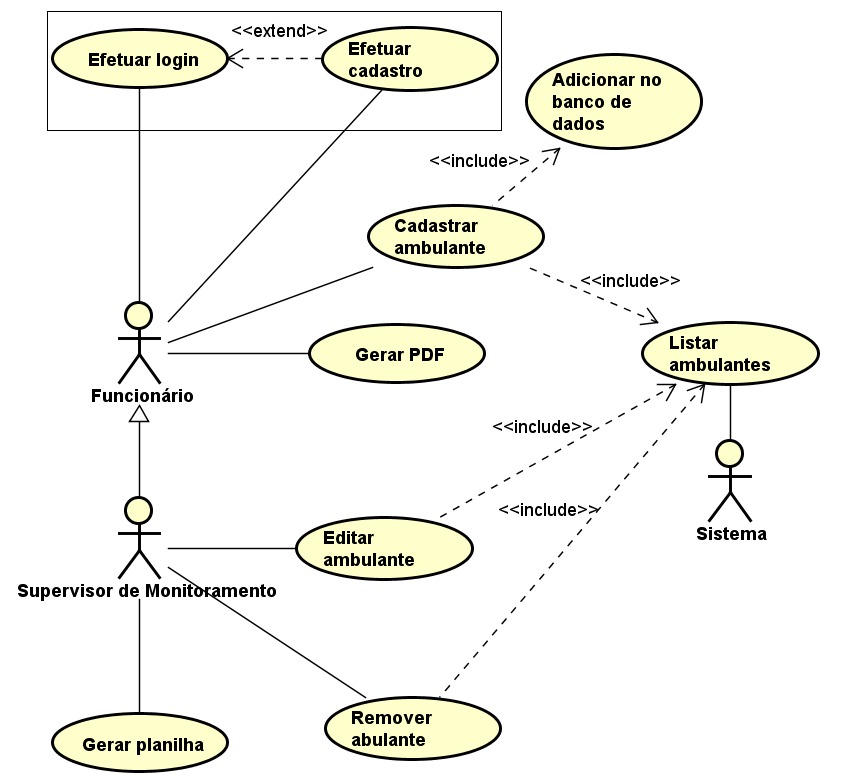 <<extend>>
Efetuar login
Efetuar
cadastro
Adicionar no
banco de
dados
<<include>>
Cadastrar
ambulante
<<include>>
Gerar PDF
Listar
ambulantes
Funcionário
<<include>>
<<include>>
Sistema
Editar
ambulante
Supervisor de Monitoramento
Remover
abulante
Gerar planilha